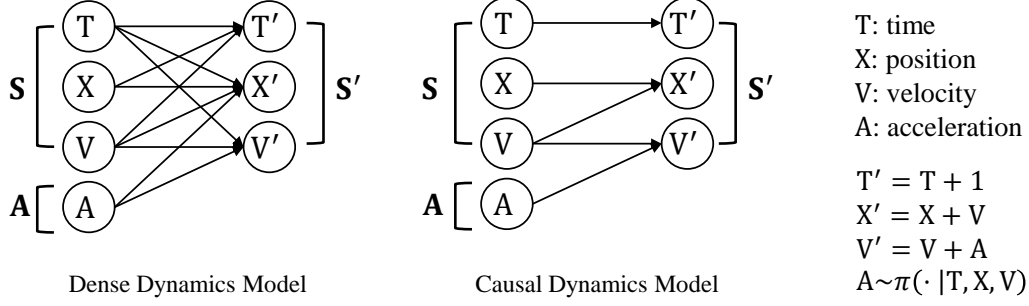 T
X
V
A
T′
X′
V′
S
A
S′
Dense Dynamics Model
T
X
V
A
T′
X′
V′
S
A
S′
Causal Dynamics Model
T: time
X: position
V: velocity
A: acceleration
T′ = T + 1
X′ = X + V
V′ = V + A
A~π(· |T, X, V)